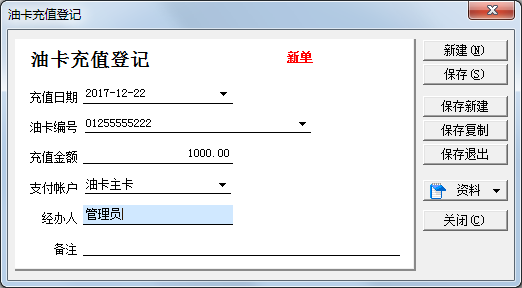 油卡充值登记
油卡充值登记 新单
充值日期 2017-12-22
油卡编号 01255555222
充值金额 1000.00
支付帐户 油卡主卡
经办人 管理员
备注
新建(N)
保存(S)
保存新建
保存复制
保存退出
资料
关闭(C)